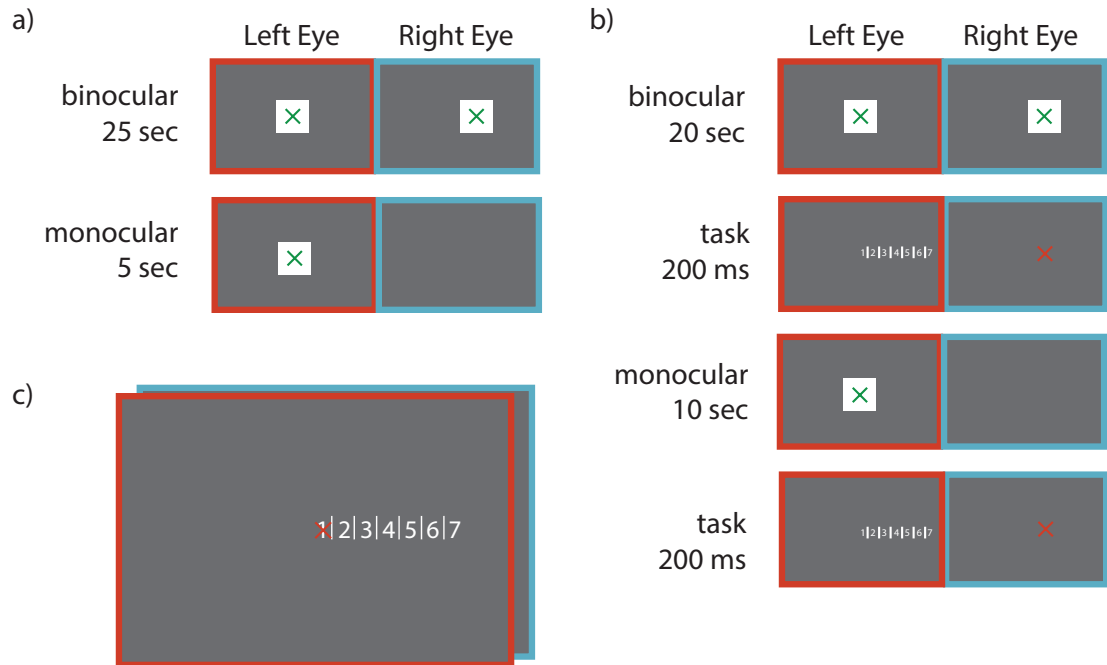 a)
Left Eye Right Eye
binocular
25 sec
monocular
5 sec
b)
Left Eye Right Eye
binocular
20 sec
task
200 ms
1|2|3|4|5|6|7
monocular
10 sec
task
200 ms
1|2|3|4|5|6|7
c)
1|2|3|4|5|6|7